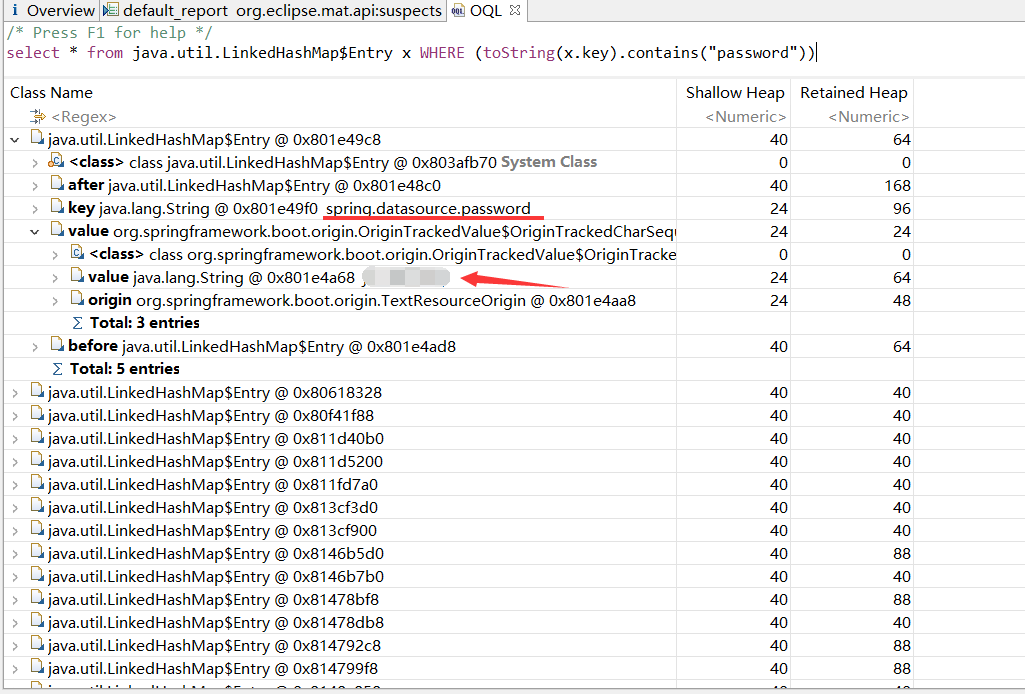 i Overview default_report org.eclipse.mat.api:suspects OQL
/* Press F1 for help */
select * from java.util.LinkedHashMap$Entry x WHERE (toString(x.key).contains("password"))
Class Name Shallow Heap Retained Heap
<Regex> <Numeric> <Numeric>
java.util.LinkedHashMap$Entry @ 0x801e49c8 40 64
<class> class java.util.LinkedHashMap$Entry @ 0x803afb70 System Class 0 0
after java.util.LinkedHashMap$Entry @ 0x801e48c0 40 168
key java.lang.String @ 0x801e49f0 spring.datasource.password 24 96
value org.springframework.boot.origin.OriginTrackedValue$OriginTrackedCharSequ 24 24
<class> class org.springframework.boot.origin.OriginTrackedValue$OriginTracke 0 0
value java.lang.String @ 0x801e4a68 24 64
origin org.springframework.boot.origin.TextResourceOrigin @ 0x801e4aa8 24 48
Σ Total: 3 entries
before java.util.LinkedHashMap$Entry @ 0x801e4ad8 40 64
Σ Total: 5 entries
java.util.LinkedHashMap$Entry @ 0x80618328 40 40
java.util.LinkedHashMap$Entry @ 0x80f41f88 40 40
java.util.LinkedHashMap$Entry @ 0x811d40b0 40 40
java.util.LinkedHashMap$Entry @ 0x811d5200 40 40
java.util.LinkedHashMap$Entry @ 0x811fd7a0 40 40
java.util.LinkedHashMap$Entry @ 0x813cf3d0 40 40
java.util.LinkedHashMap$Entry @ 0x813cf900 40 40
java.util.LinkedHashMap$Entry @ 0x8146b5d0 40 88
java.util.LinkedHashMap$Entry @ 0x8146b7b0 40 40
java.util.LinkedHashMap$Entry @ 0x81478bf8 40 88
java.util.LinkedHashMap$Entry @ 0x81478db8 40 40
java.util.LinkedHashMap$Entry @ 0x814792c8 40 88
java.util.LinkedHashMap$Entry @ 0x814799f8 40 88